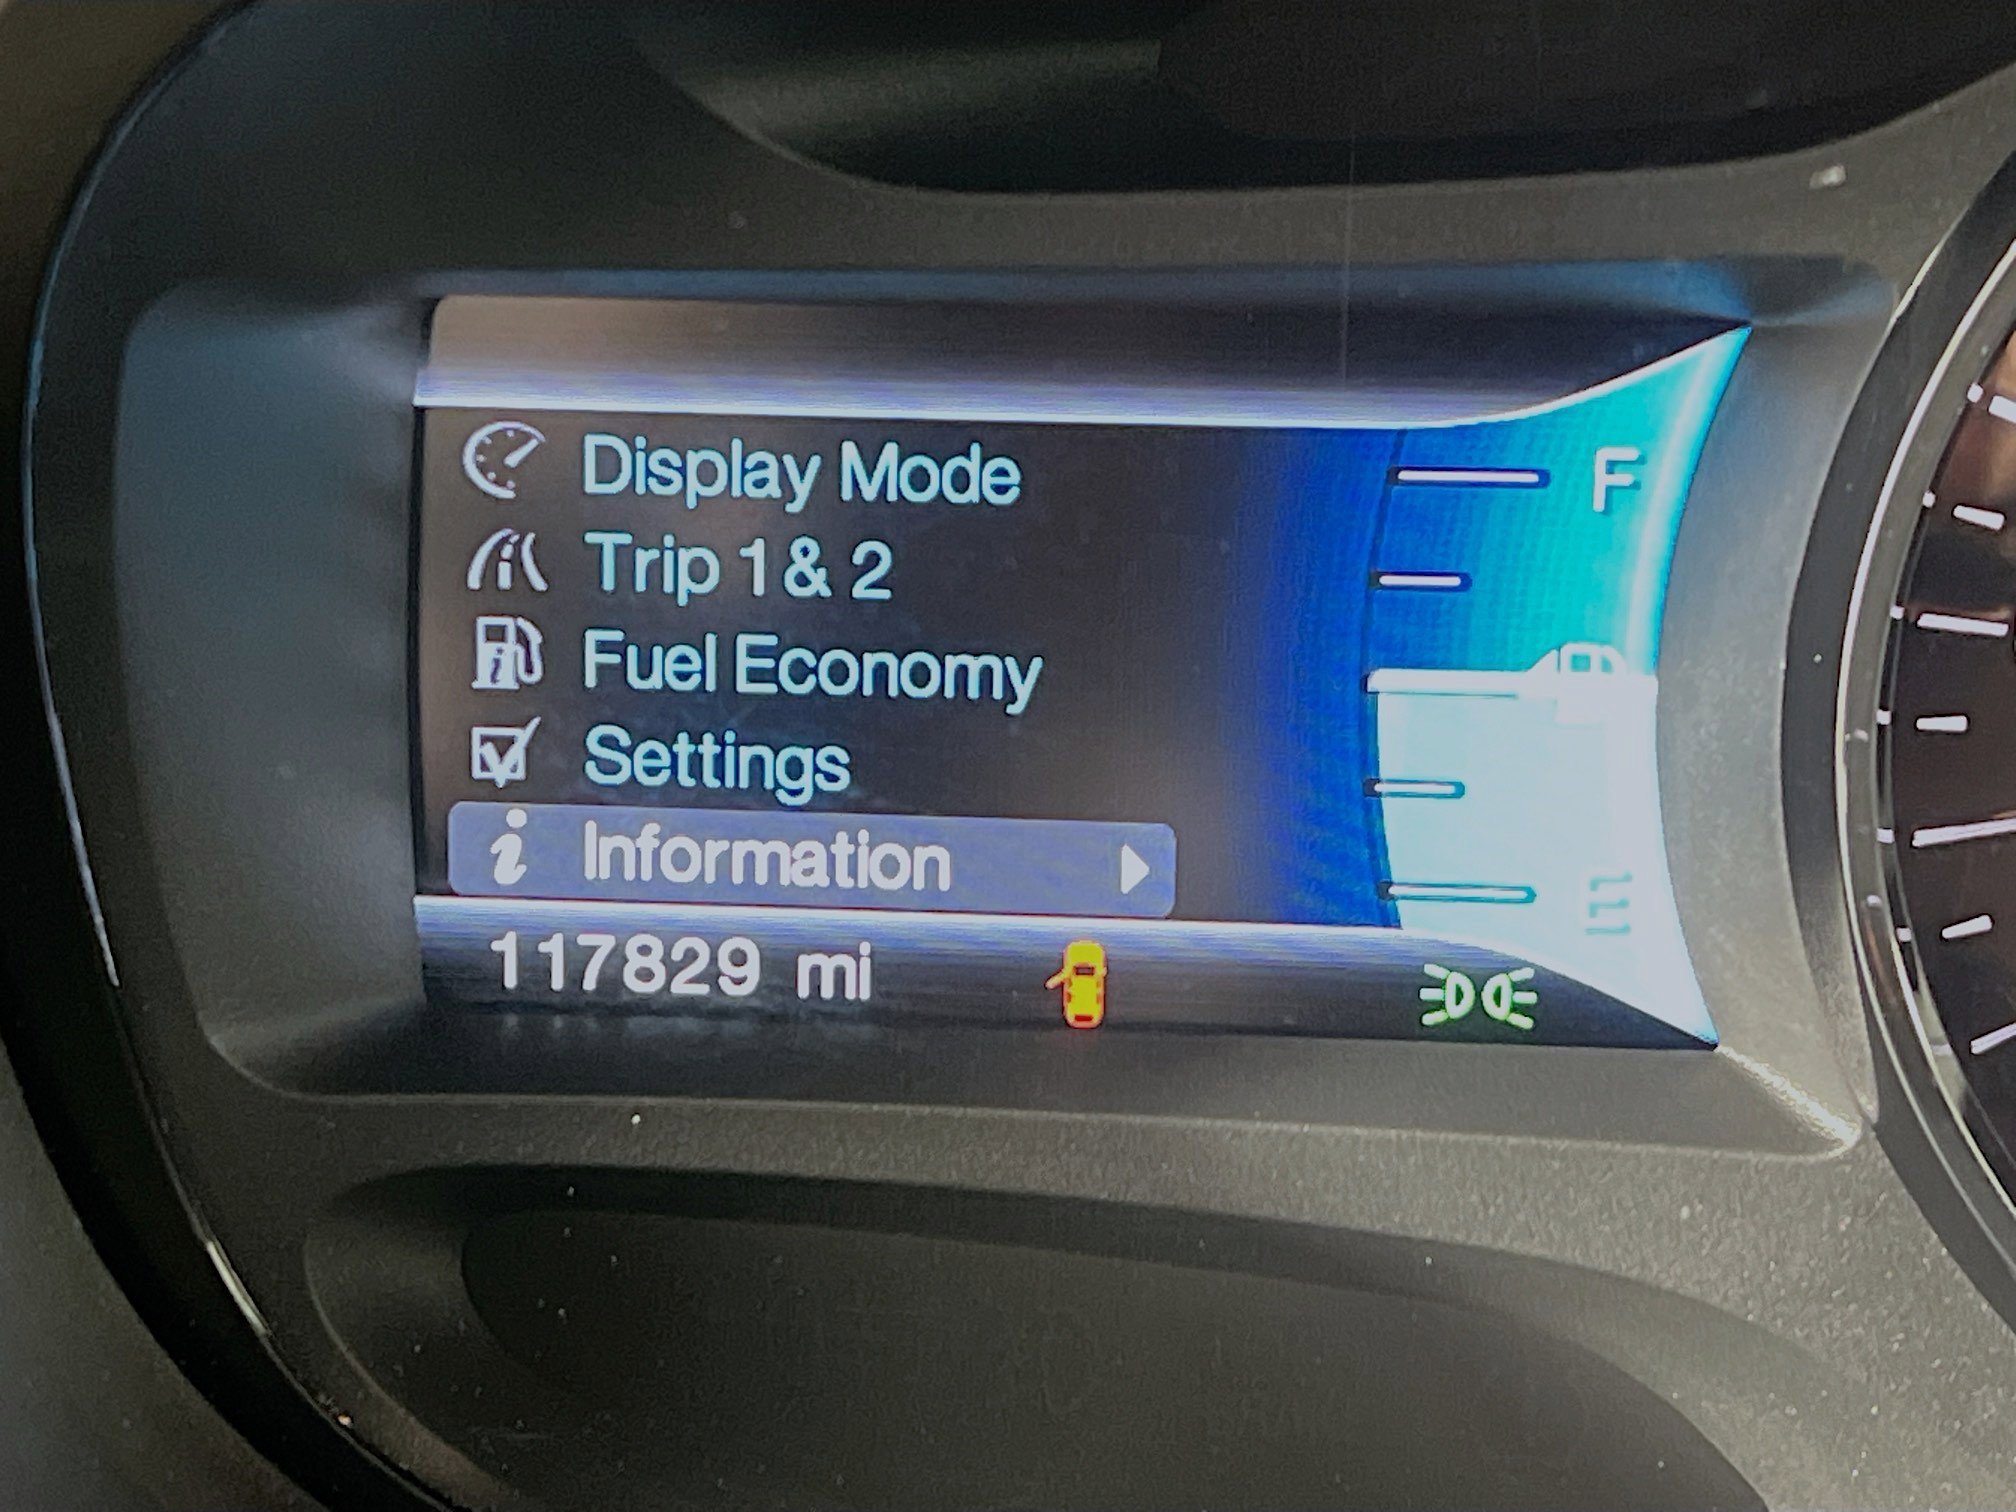 Display Mode
Trip 1 & 2
Fuel Economy
Settings
Information
117829 mi
F
E